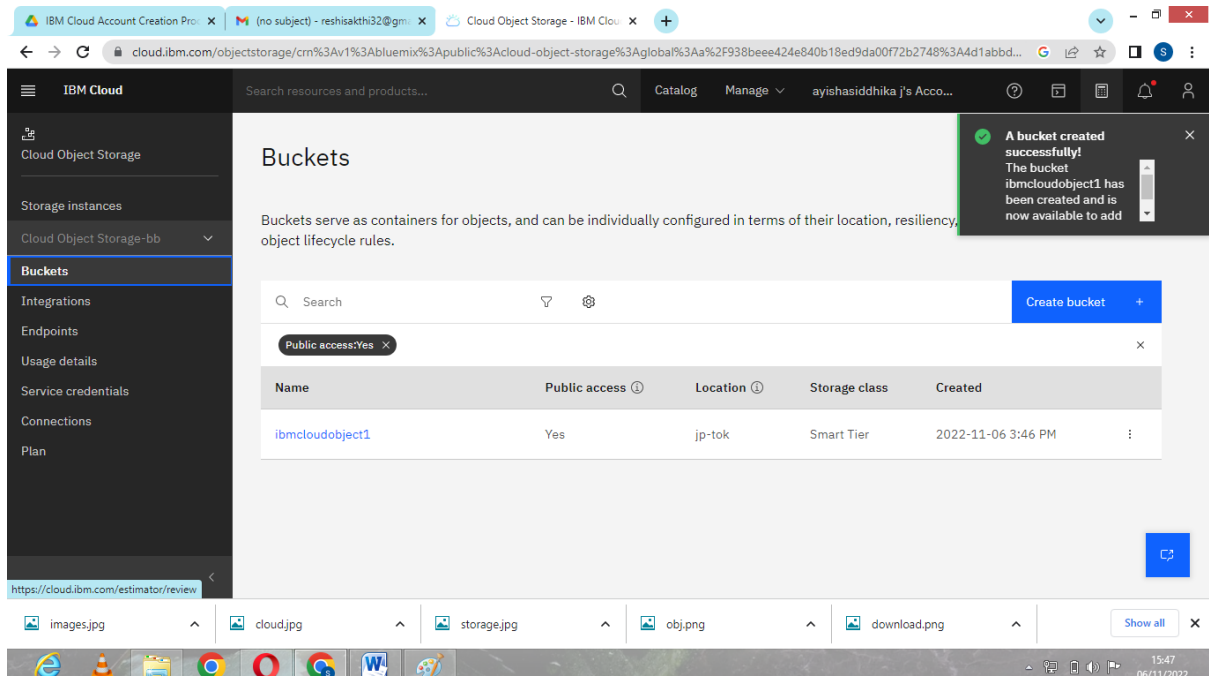 IBM Cloud Account Creation Proc
(no subject) - reshisakthi32@gm
Cloud Object Storage - IBM Clou
cloud.ibm.com/objectstorage/crn%3Av1%3Abluemix%3Apublic%3Acloud-object-storage%3Aglobal%3Aa%2F938beee424e840b18ed9da00f72b2748%3A4d1abbd...
S
IBM Cloud
Search resources and products...
Catalog
Manage
ayishasiddhika j's Acco...
Cloud Object Storage
Storage instances
Cloud Object Storage-bb
Buckets
Integrations
Endpoints
Usage details
Service credentials
Connections
Plan
A bucket created
successfully!
The bucket
ibmcloudobject1 has
been created and is
now available to add
Buckets
Buckets serve as containers for objects, and can be individually configured in terms of their location, resiliency,
object lifecycle rules.
Search
Create bucket +
Public access:Yes
Name Public access Location Storage class Created
ibmcloudobject1 Yes jp-tok Smart Tier 2022-11-06 3:46 PM
https://cloud.ibm.com/estimator/review
images.jpg
cloud.jpg
storage.jpg
obj.png
download.png
Show all
15:47
06/11/2022